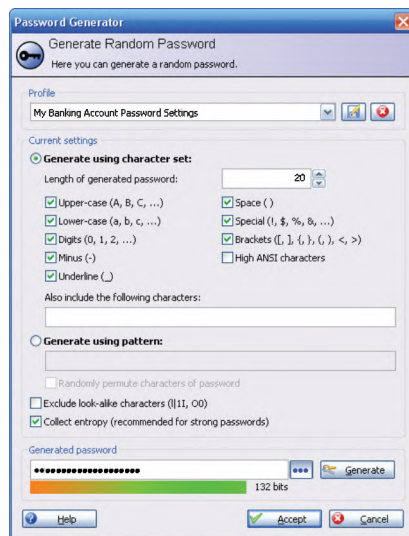 Password Generator
Generate Random Password
Here you can generate a random password.
Profile
My Banking Account Password Settings
Current settings
Generate using character set:
Length of generated password: 20
Upper-case (A, B, C, ...) Space ( )
Lower-case (a, b, c, ...) Special (!, $, %, &, ...)
Digits (0, 1, 2, ...) Brackets ([, ], {, }, (, ), <, >)
Minus (-) High ANSI characters
Underline (_)
Also include the following characters:
Generate using pattern:
Randomly permute characters of password
Exclude look-alike characters (l|1I, O0)
Collect entropy (recommended for strong passwords)
Generated password
●●●●●●●●●●●●●●●●●●●● ●●● Generate
132 bits
? Help Accept Cancel